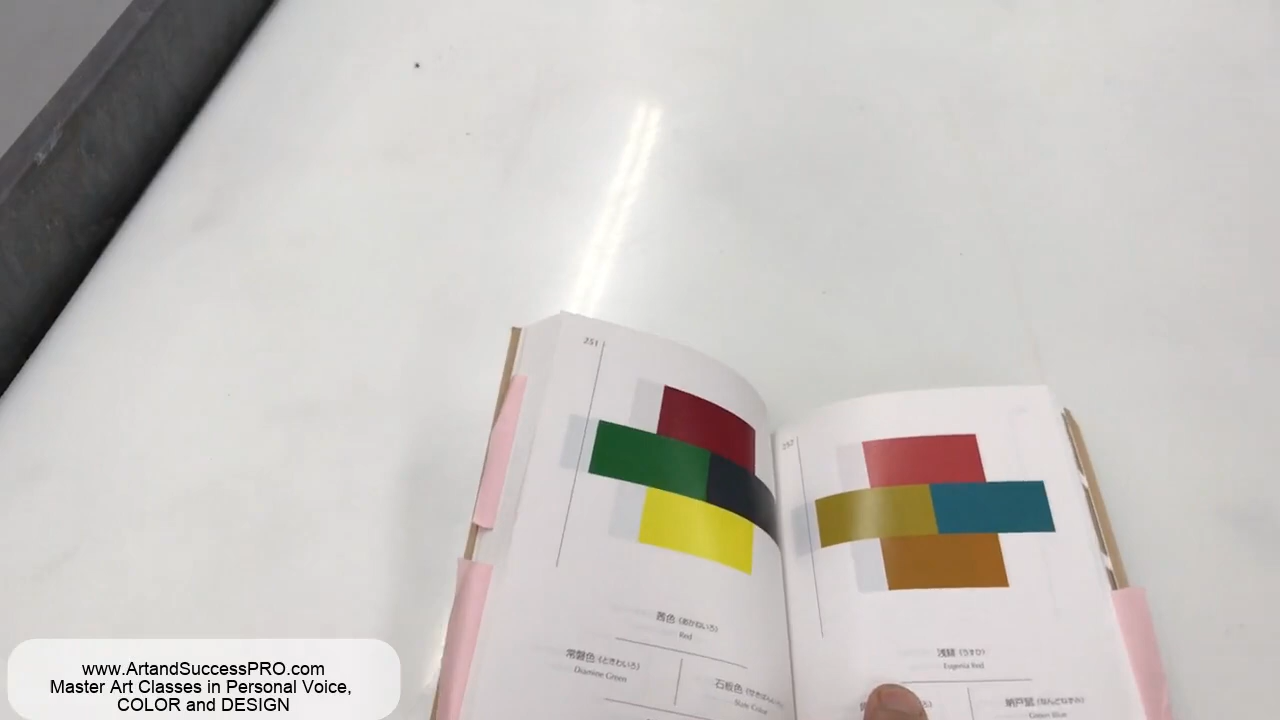 251
茜色 (あかねいろ)
Red
常磐色 (ときわいろ)
Diamine Green
石板色
Slate Color
252
浅緋 (うすひ)
Eugenia Red
納戸鼠 (なんどねずみ)
www.ArtandSuccessPRO.com
Master Art Classes in Personal Voice,
COLOR and DESIGN